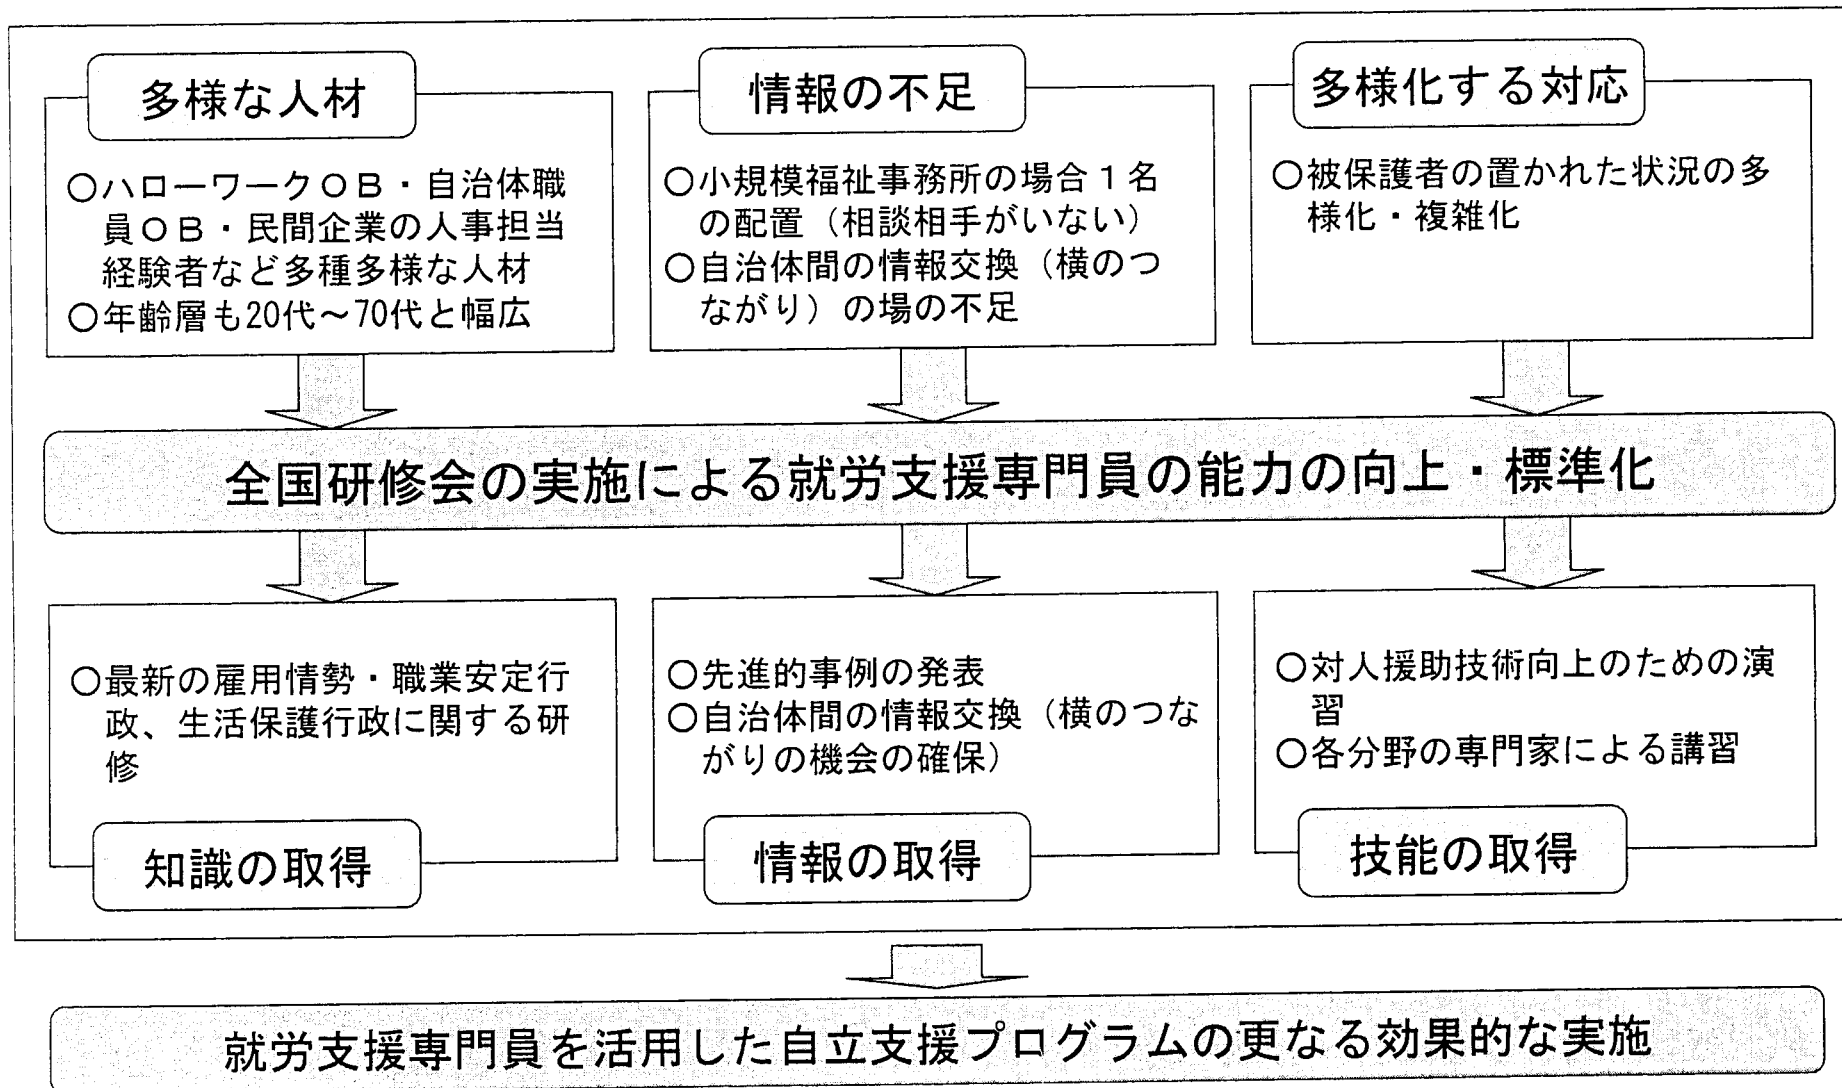 多様な人材
○ハローワークＯＢ・自治体職
員ＯＢ・民間企業の人事担当
経験者など多種多様な人材
○年齢層も20代～70代と幅広
情報の不足
○小規模福祉事務所の場合１名
の配置（相談相手がいない）
○自治体間の情報交換（横のつ
ながり）の場の不足
多様化する対応
○被保護者の置かれた状況の多
様化・複雑化
全国研修会の実施による就労支援専門員の能力の向上・標準化
○最新の雇用情勢・職業安定行
政、生活保護行政に関する研
修
知識の取得
○先進的事例の発表
○自治体間の情報交換（横のつな
がりの機会の確保）
情報の取得
○対人援助技術向上のための演
習
○各分野の専門家による講習
技能の取得
就労支援専門員を活用した自立支援プログラムの更なる効果的な実施